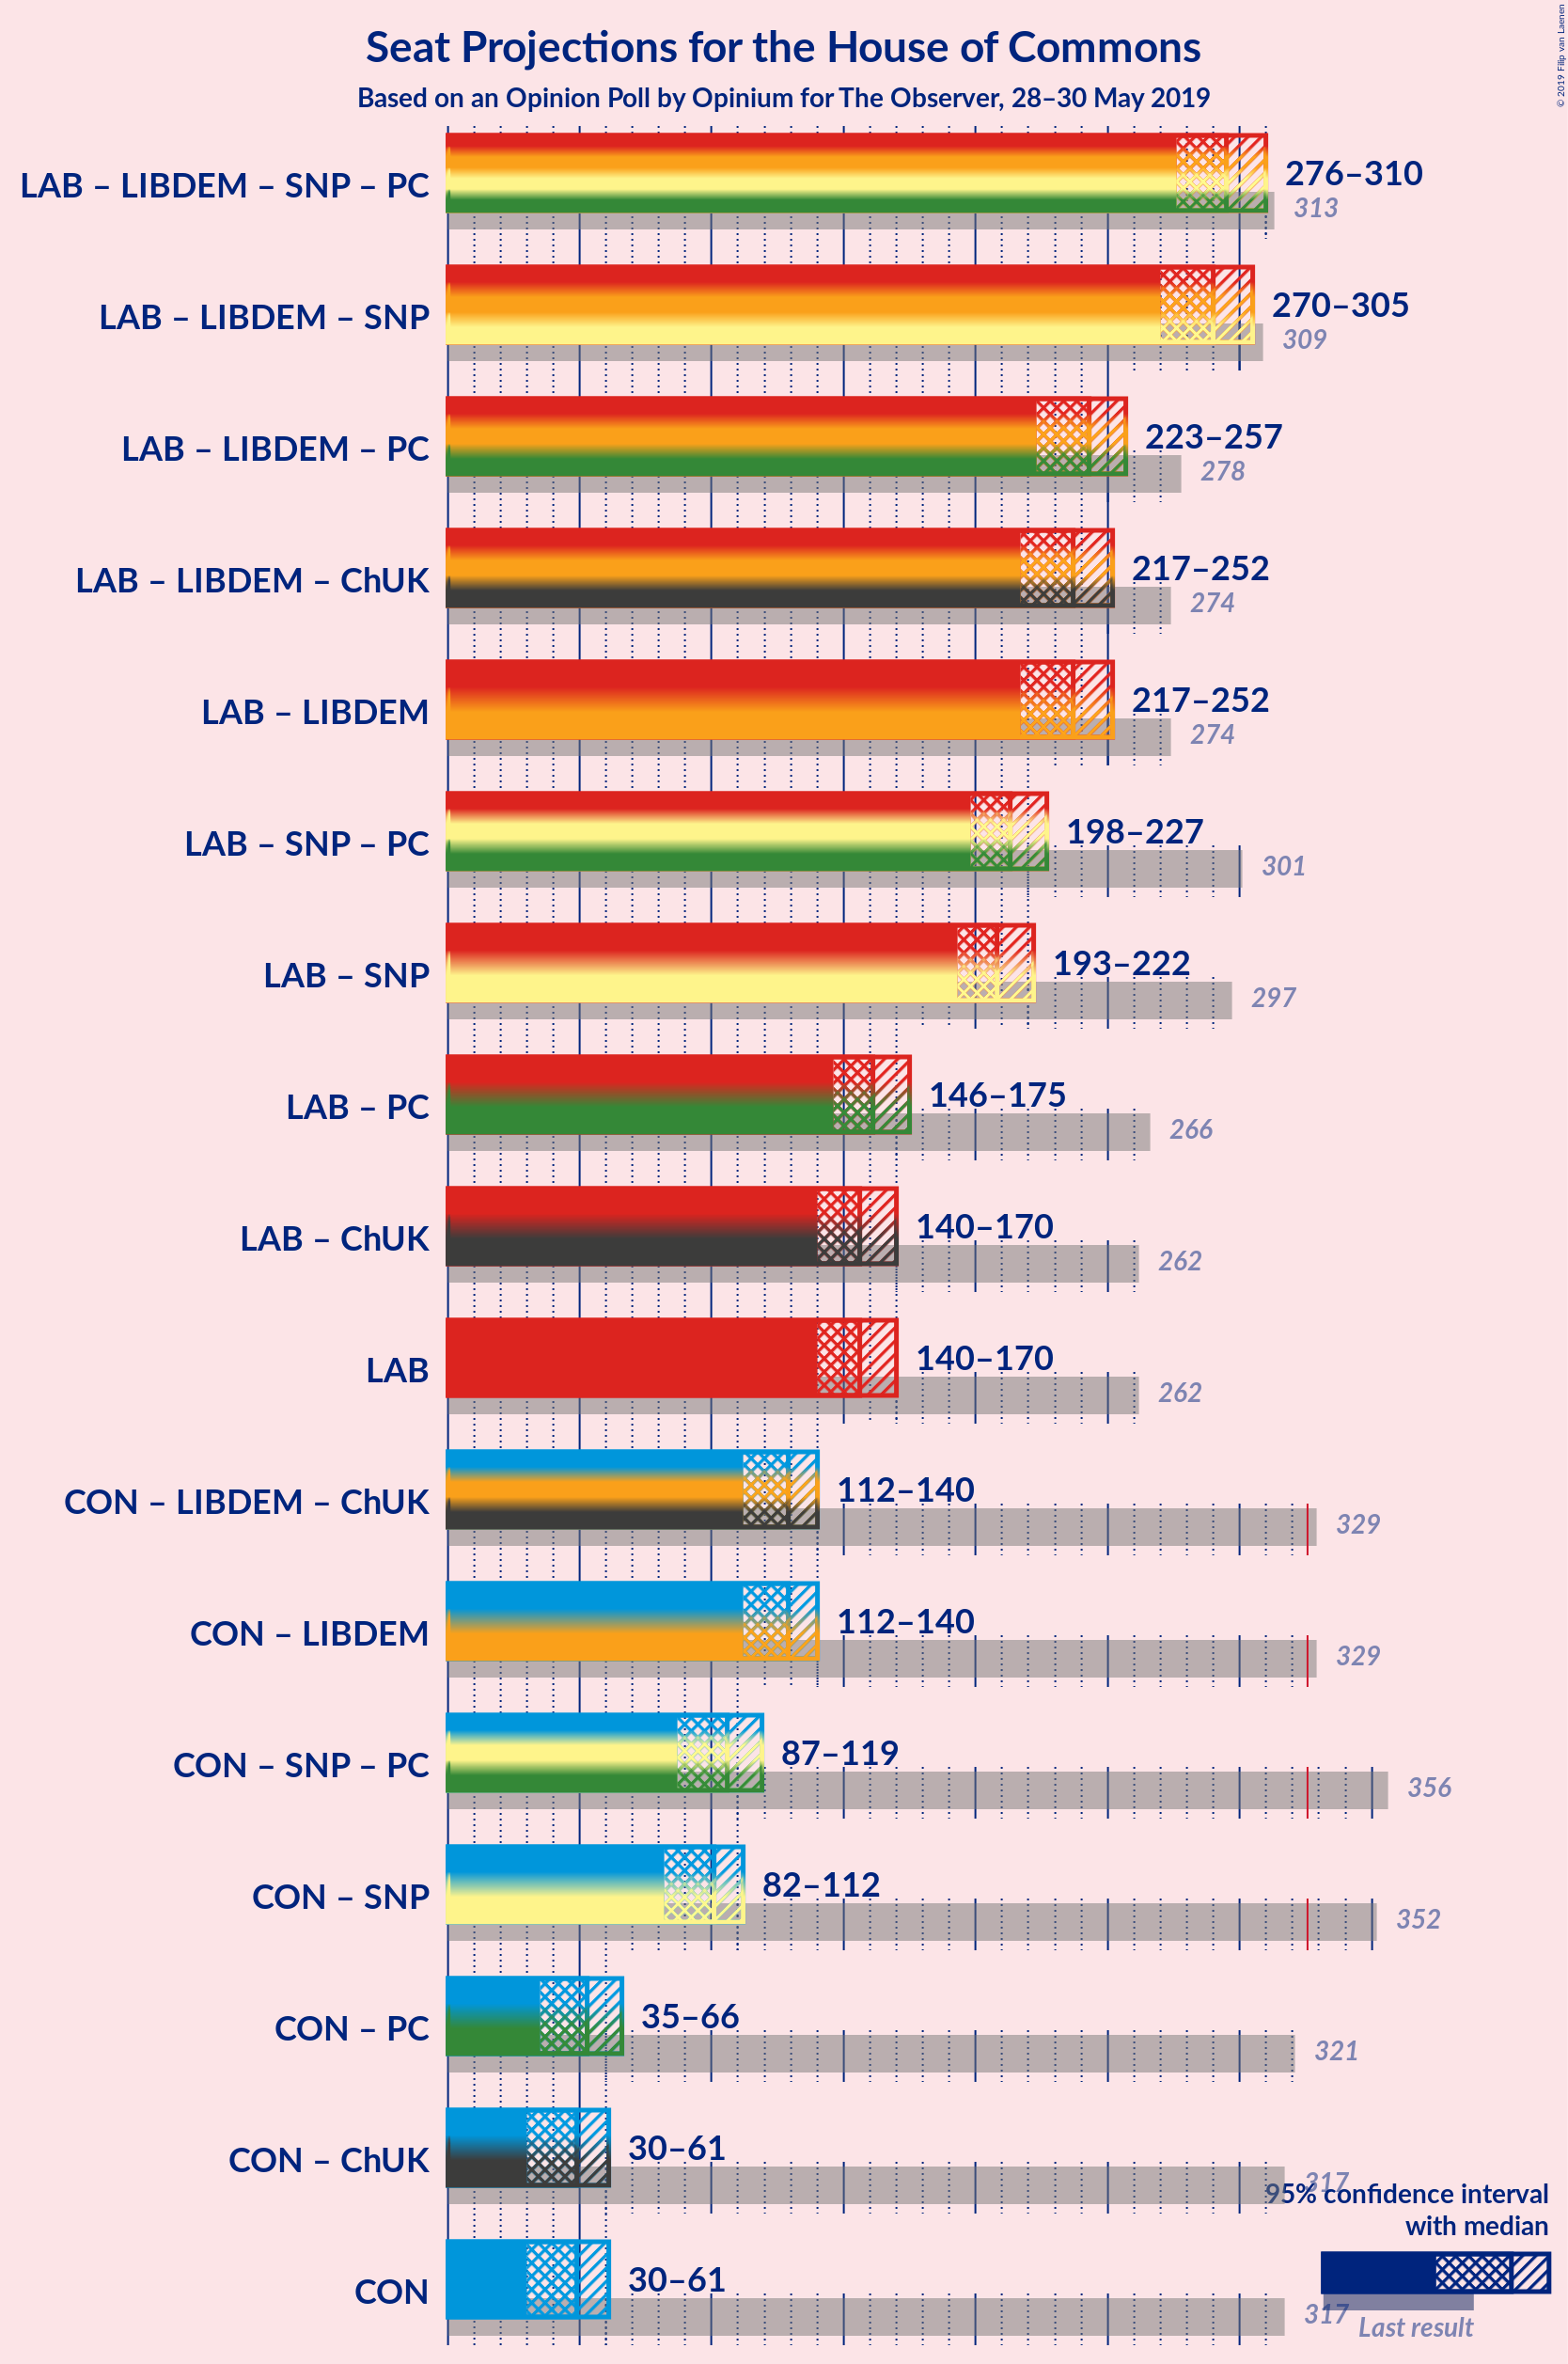 © 2019 Filip van Laenen
Seat Projections for the House of Commons
Based on an Opinion Poll by Opinium for The Observer, 28–30 May 2019
LAB – LIBDEM – SNP – PC
276–310
313
LAB – LIBDEM – SNP
270–305
309
LAB – LIBDEM – PC
223–257
278
LAB – LIBDEM – ChUK
217–252
274
LAB – LIBDEM
217–252
274
LAB – SNP – PC
198–227
301
LAB – SNP
193–222
297
LAB – PC
146–175
266
LAB – ChUK
140–170
262
LAB
140–170
262
CON – LIBDEM – ChUK
112–140
329
CON – LIBDEM
112–140
329
CON – SNP – PC
87–119
356
CON – SNP
82–112
352
CON – PC
35–66
321
CON – ChUK
30–61
317
CON
30–61
317
95% confidence interval
with median
Last result